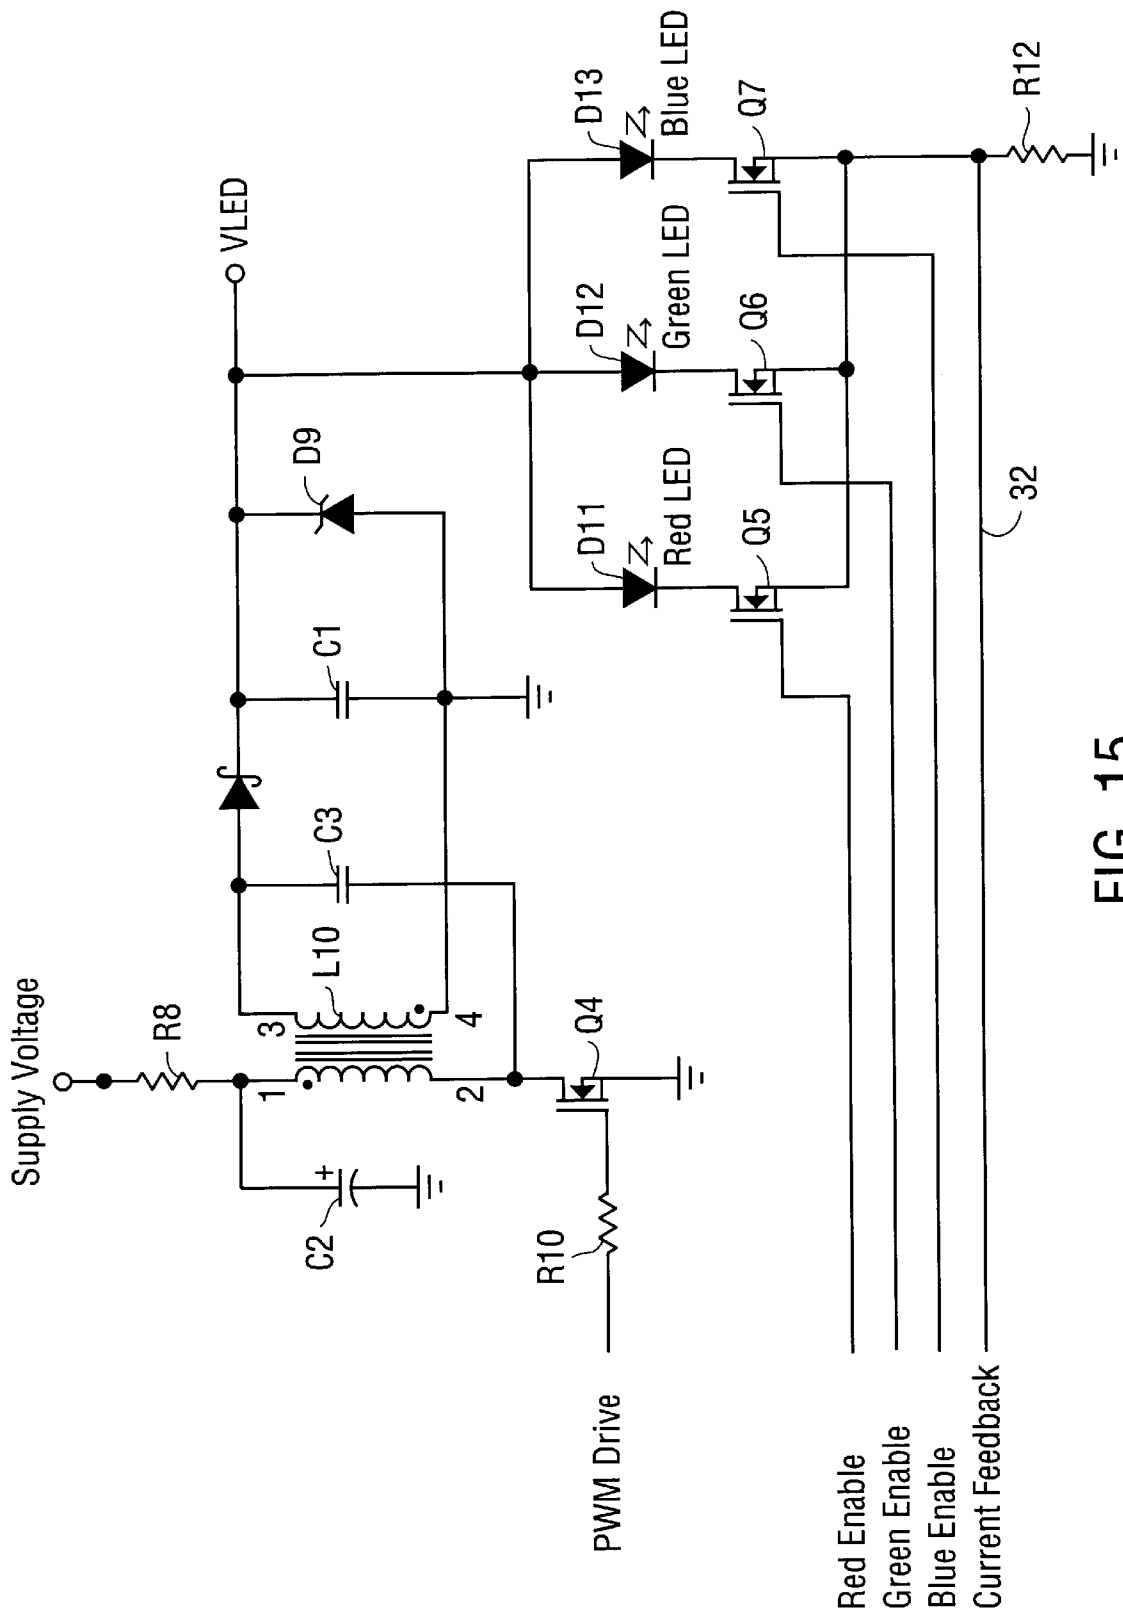 Supply Voltage
R8
1
3
L10
2
4
C2
C3
C1
D9
VLED
Q4
R10
PWM Drive
D11
Red LED
D12
Green LED
D13
Blue LED
Q5
Q6
Q7
R12
32
Red Enable
Green Enable
Blue Enable
Current Feedback
FIG. 15